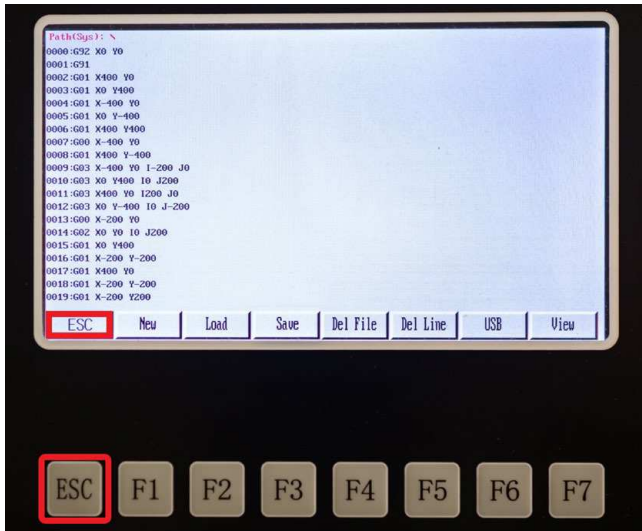 Path(Sys): \
0000:G92 X0 Y0
0001:G91
0002:G01 X400 Y0
0003:G01 X0 Y400
0004:G01 X-400 Y0
0005:G01 X0 Y-400
0006:G01 X400 Y400
0007:G00 X-400 Y0
0008:G01 X400 Y-400
0009:G03 X-400 Y0 I-200 J0
0010:G03 X0 Y400 I0 J200
0011:G03 X400 Y0 I200 J0
0012:G03 X0 Y-400 I0 J-200
0013:G00 X-200 Y0
0014:G02 X0 Y0 I0 J200
0015:G01 X0 Y400
0016:G01 X-200 Y-200
0017:G01 X400 Y0
0018:G01 X-200 Y-200
0019:G01 X-200 Y200
ESC New Load Save Del File Del Line USB View
ESC F1 F2 F3 F4 F5 F6 F7